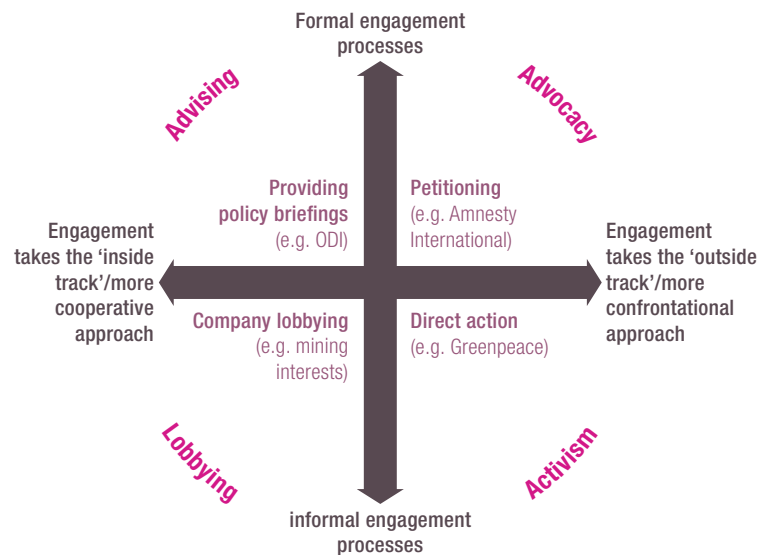 Formal engagement
processes
Advising
Advocacy
Providing
policy briefings
(e.g. ODI)
Petitioning
(e.g. Amnesty
International)
Engagement
takes the ‘inside
track’/more
cooperative
approach
Engagement
takes the ‘outside
track’/more
confrontational
approach
Company lobbying
(e.g. mining
interests)
Direct action
(e.g. Greenpeace)
Lobbying
Activism
informal engagement
processes